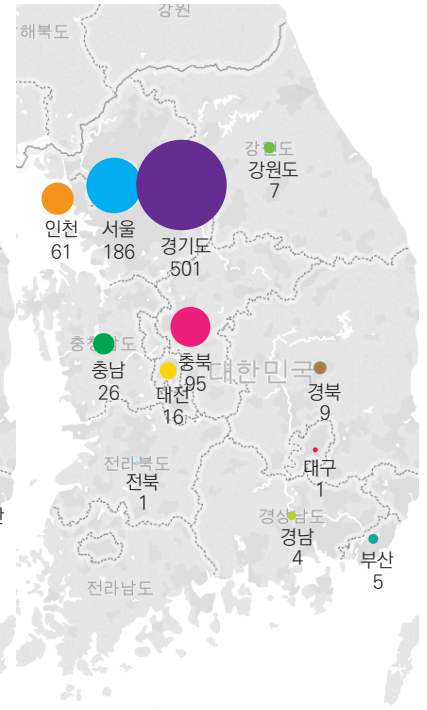 강원
해북도
강원도
강원도
7
인천
61
서울
186
경기도
501
충청남도
충남
26
충북
95
대전
16
대한민국
경북
9
대구
1
전라북도
전북
1
경상남도
경남
4
부산
5
전라남도